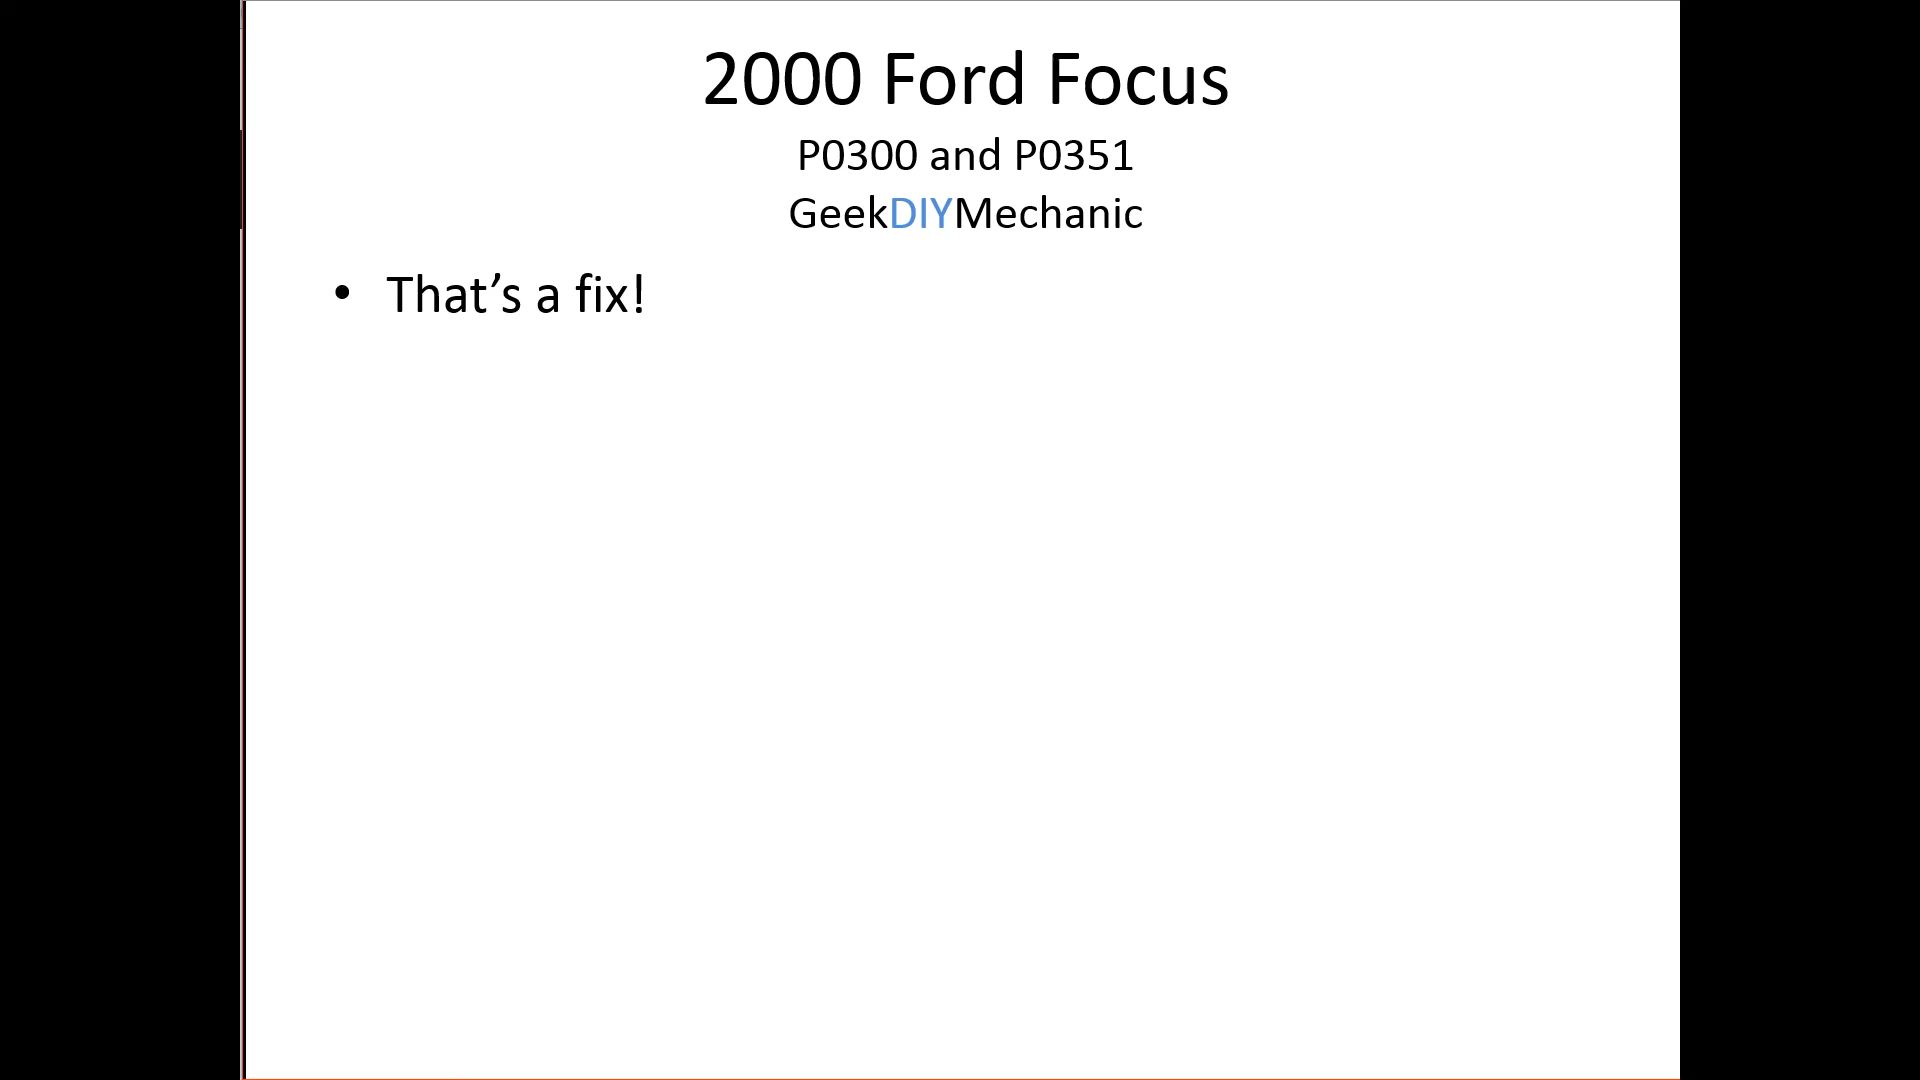 2000 Ford Focus
P0300 and P0351
GeekDIYMechanic
• That’s a fix!